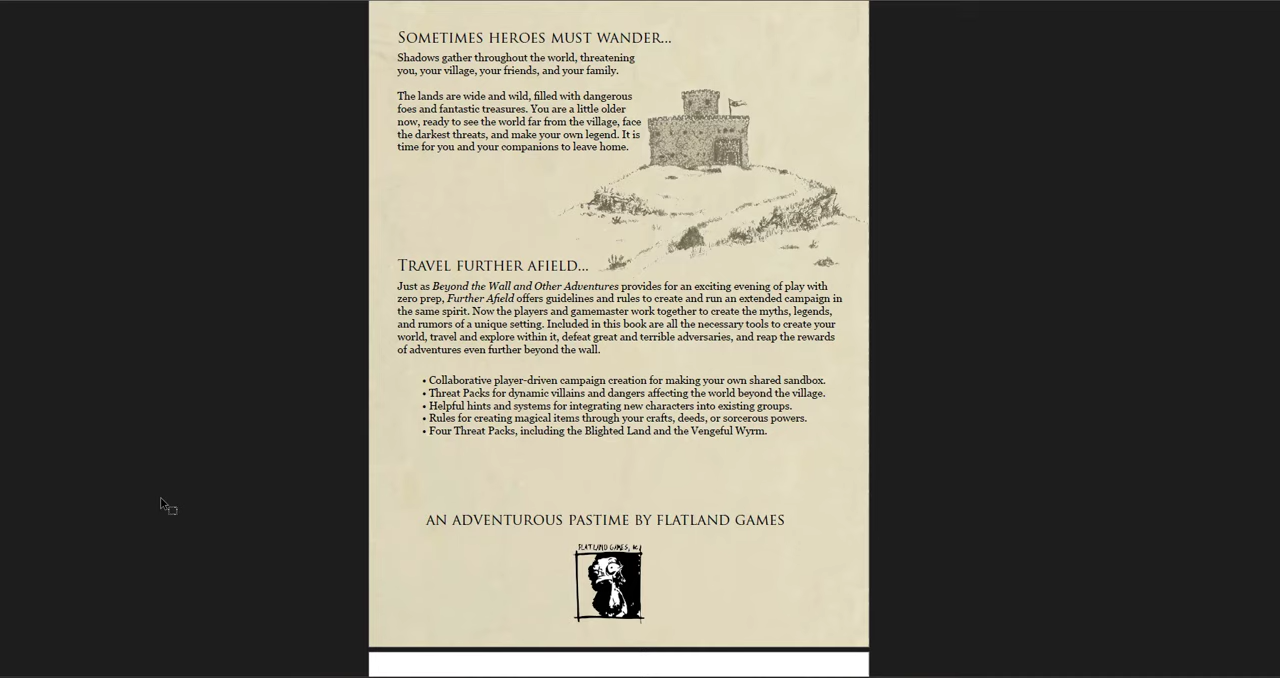 Sometimes heroes must wander...
Shadows gather throughout the world, threatening
you, your village, your friends, and your family.
The lands are wide and wild, filled with dangerous
foes and fantastic treasures. You are a little older
now, ready to see the world far from the village, face
the darkest threats, and make your own legend. It is
time for you and your companions to leave home.
Travel further afield...
Just as Beyond the Wall and Other Adventures provides for an exciting evening of play with
zero prep, Further Afield offers guidelines and rules to create and run an extended campaign in
the same spirit. Now the players and gamemaster work together to create the myths, legends,
and rumors of a unique setting. Included in this book are all the necessary tools to create your
world, travel and explore within it, defeat great and terrible adversaries, and reap the rewards
of adventures even further beyond the wall.
• Collaborative player-driven campaign creation for making your own shared sandbox.
• Threat Packs for dynamic villains and dangers affecting the world beyond the village.
• Helpful hints and systems for integrating new characters into existing groups.
• Rules for creating magical items through your crafts, deeds, or sorcerous powers.
• Four Threat Packs, including the Blighted Land and the Vengeful Wyrm.
an adventurous pastime by Flatland Games
FLATLAND GAMES,